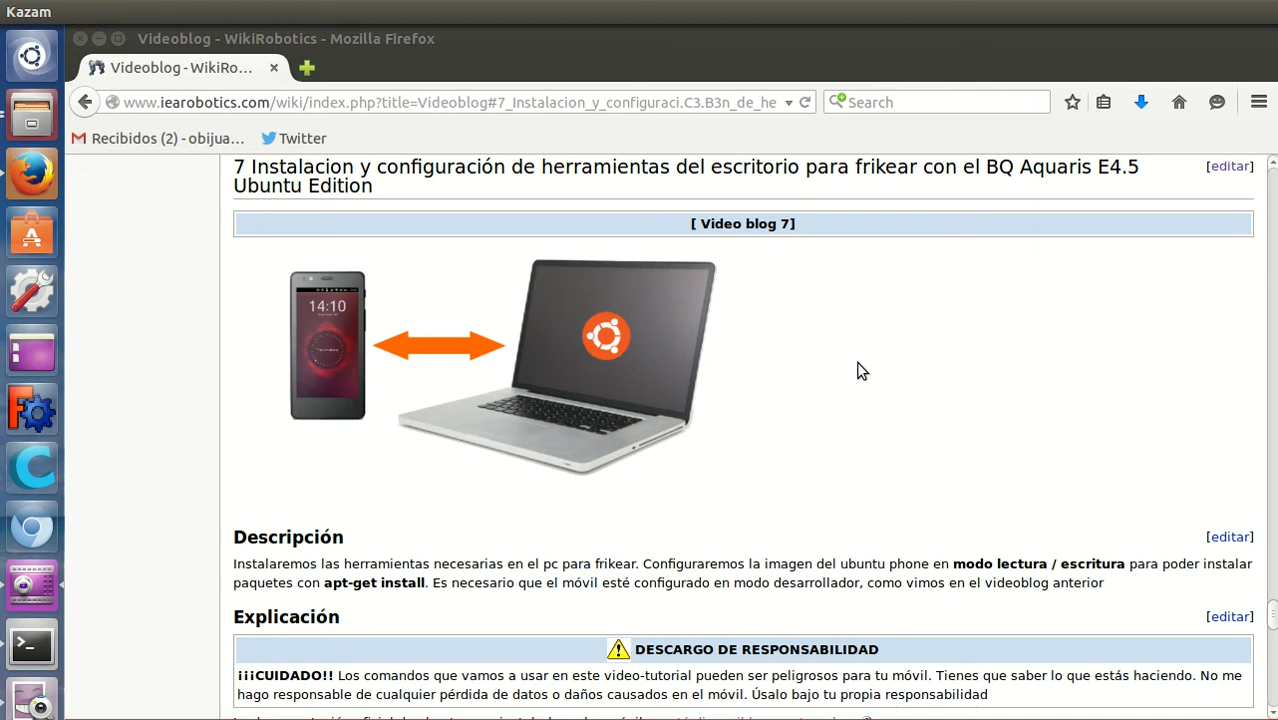 Kazam
Videoblog - WikiRobotics - Mozilla Firefox
Videoblog - WikiRo...
www.iearobotics.com/wiki/index.php?title=Videoblog#7_Instalacion_y_configuraci.C3.B3n_de_he
Search
Recibidos (2) - obijua...
Twitter
7 Instalacion y configuración de herramientas del escritorio para frikear con el BQ Aquaris E4.5
Ubuntu Edition
[editar]
[ Video blog 7]
14:10
Descripción
[editar]
Instalaremos las herramientas necesarias en el pc para frikear. Configuraremos la imagen del ubuntu phone en modo lectura / escritura para poder instalar
paquetes con apt-get install. Es necesario que el móvil esté configurado en modo desarrollador, como vimos en el videoblog anterior
Explicación
[editar]
DESCARGO DE RESPONSABILIDAD
¡¡¡CUIDADO!! Los comandos que vamos a usar en este video-tutorial pueden ser peligrosos para tu móvil. Tienes que saber lo que estás haciendo. No me
hago responsable de cualquier pérdida de datos o daños causados en el móvil. Úsalo bajo tu propia responsabilidad